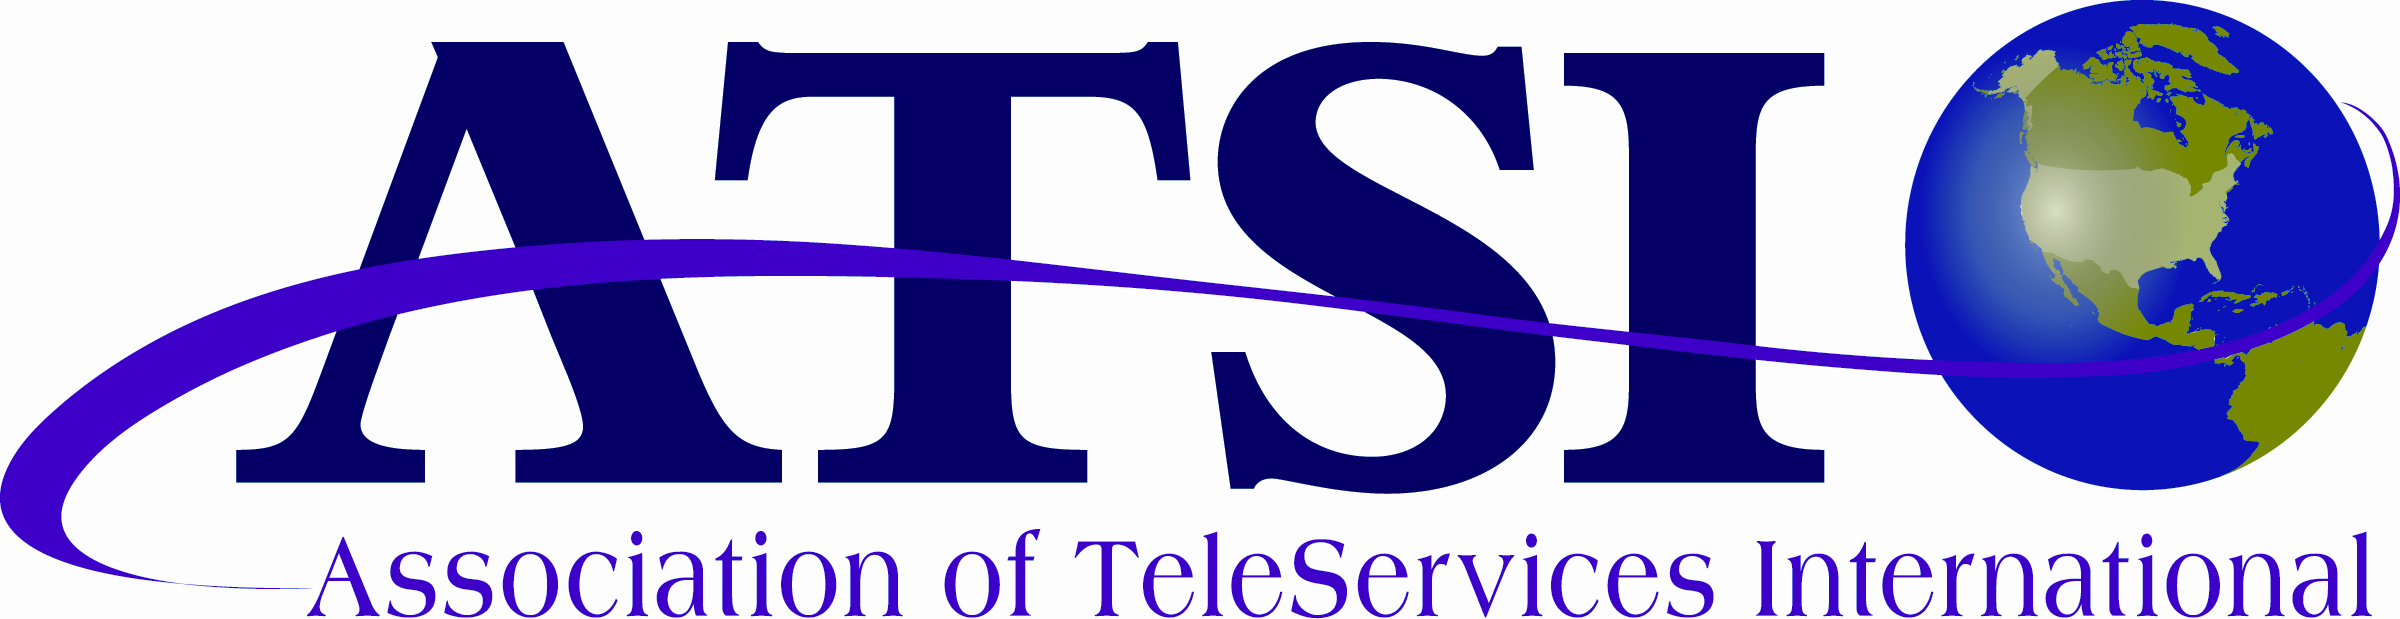 ATSI
Association of TeleServices International